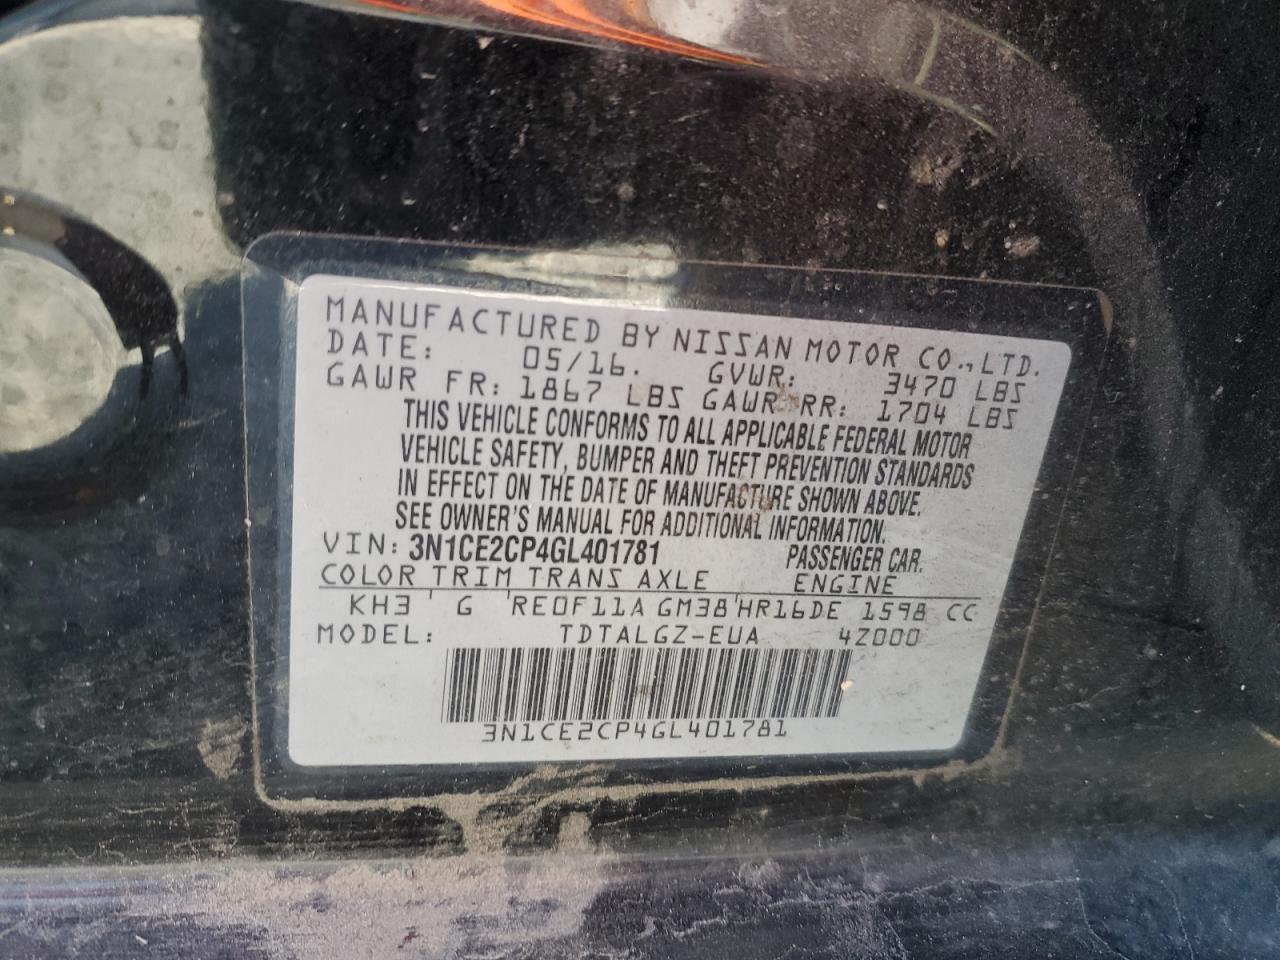 MANUFACTURED BY NISSAN MOTOR CO., LTD.
DATE: 05/16. GVWR: 3470 LBS
GAWR FR: 1867 LBS GAWR RR: 1704 LBS
THIS VEHICLE CONFORMS TO ALL APPLICABLE FEDERAL MOTOR
VEHICLE SAFETY, BUMPER AND THEFT PREVENTION STANDARDS
IN EFFECT ON THE DATE OF MANUFACTURE SHOWN ABOVE.
SEE OWNER'S MANUAL FOR ADDITIONAL INFORMATION.
VIN: 3N1CE2CP4GL401781 PASSENGER CAR.
COLOR TRIM TRANS AXLE ENGINE
KH3 ' G ' RE0F11A GM38 ' HR16DE 1598 CC
MODEL: TDTALGZ-EUA 4Z000
3N1CE2CP4GL401781